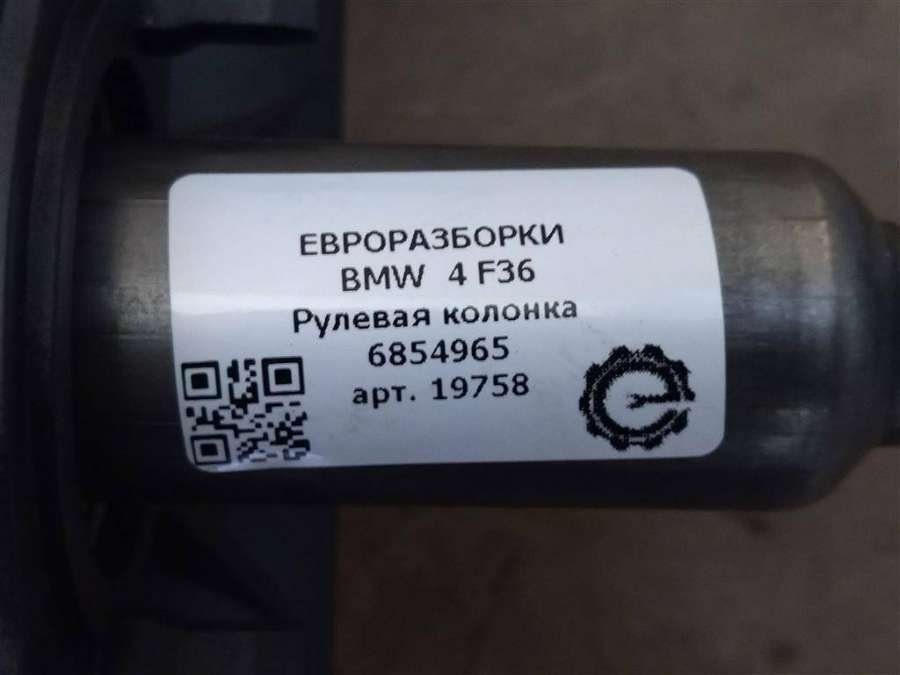 ЕВРОРАЗБОРКИ
BMW 4 F36
Рулевая колонка
6854965
арт. 19758